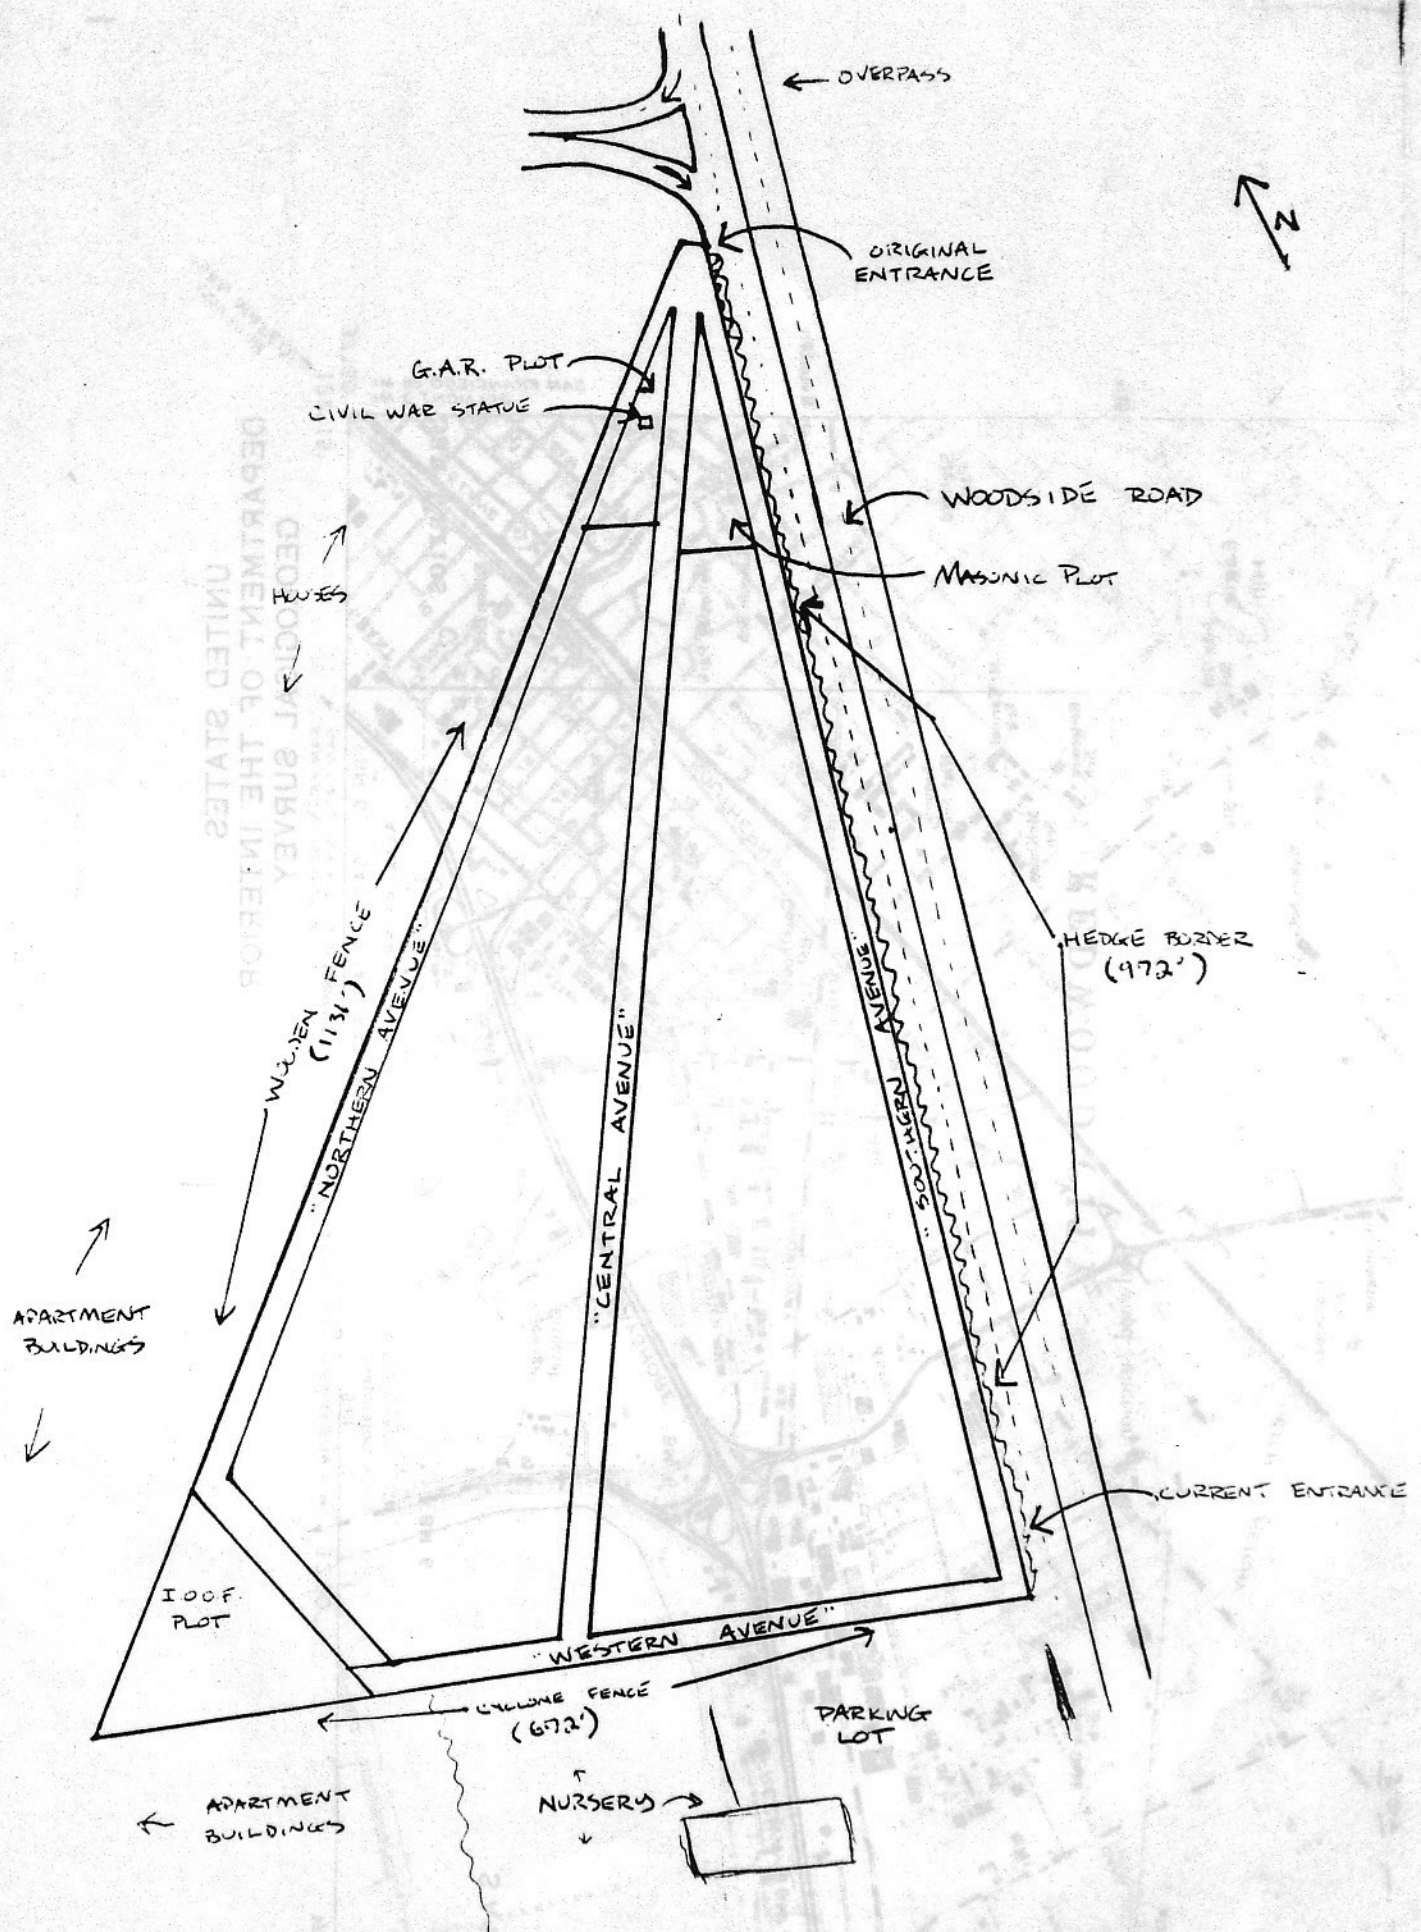 OVERPASS
N
ORIGINAL
ENTRANCE
G.A.R. PLOT
CIVIL WAR STATUE
WOODSIDE ROAD
MASONIC PLOT
HOUSES
UNITED STATES
DEPARTMENT OF THE INTERIOR
GEOLOGICAL SURVEY
WOODEN FENCE
(1131')
"NORTHERN AVENUE"
"CENTRAL AVENUE"
"SOUTHERN AVENUE"
HEDGE BORDER
(972')
APARTMENT
BUILDINGS
CURRENT ENTRANCE
I.O.O.F.
PLOT
"WESTERN AVENUE"
CYCLONE FENCE
(672')
PARKING
LOT
NURSERY
APARTMENT
BUILDINGS